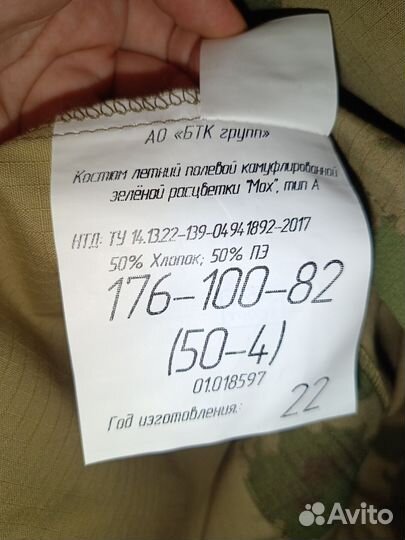 АО «БТК групп»
Костюм летний полевой камуфлированной
зелёной расцветки "Мох", тип А
НТД: ТУ 14.13.22-139-04941892-2017
50% Хлопок; 50% ПЭ
176-100-82
(50-4)
01.018597
Год изготовления: 22
Avito